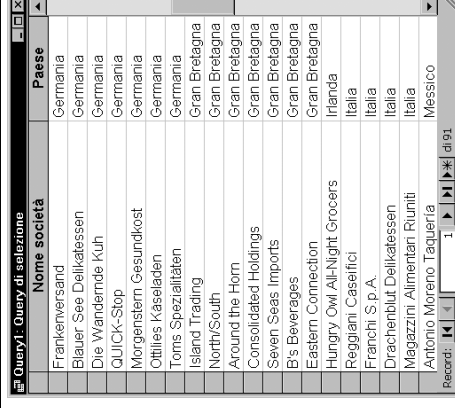 Query1 : Query di selezione
Nome società Paese
Frankenversand Germania
Blauer See Delikatessen Germania
Die Wandernde Kuh Germania
QUICK-Stop Germania
Morgenstern Gesundkost Germania
Ottilies Käseladen Germania
Toms Spezialitäten Germania
Island Trading Gran Bretagna
North/South Gran Bretagna
Around the Horn Gran Bretagna
Consolidated Holdings Gran Bretagna
Seven Seas Imports Gran Bretagna
B's Beverages Gran Bretagna
Eastern Connection Gran Bretagna
Hungry Owl All-Night Grocers Irlanda
Reggiani Caseifici Italia
Franchi S.p.A. Italia
Drachenblut Delikatessen Italia
Magazzini Alimentari Riuniti Italia
Antonio Moreno Taquería Messico
Record: 1 di 91